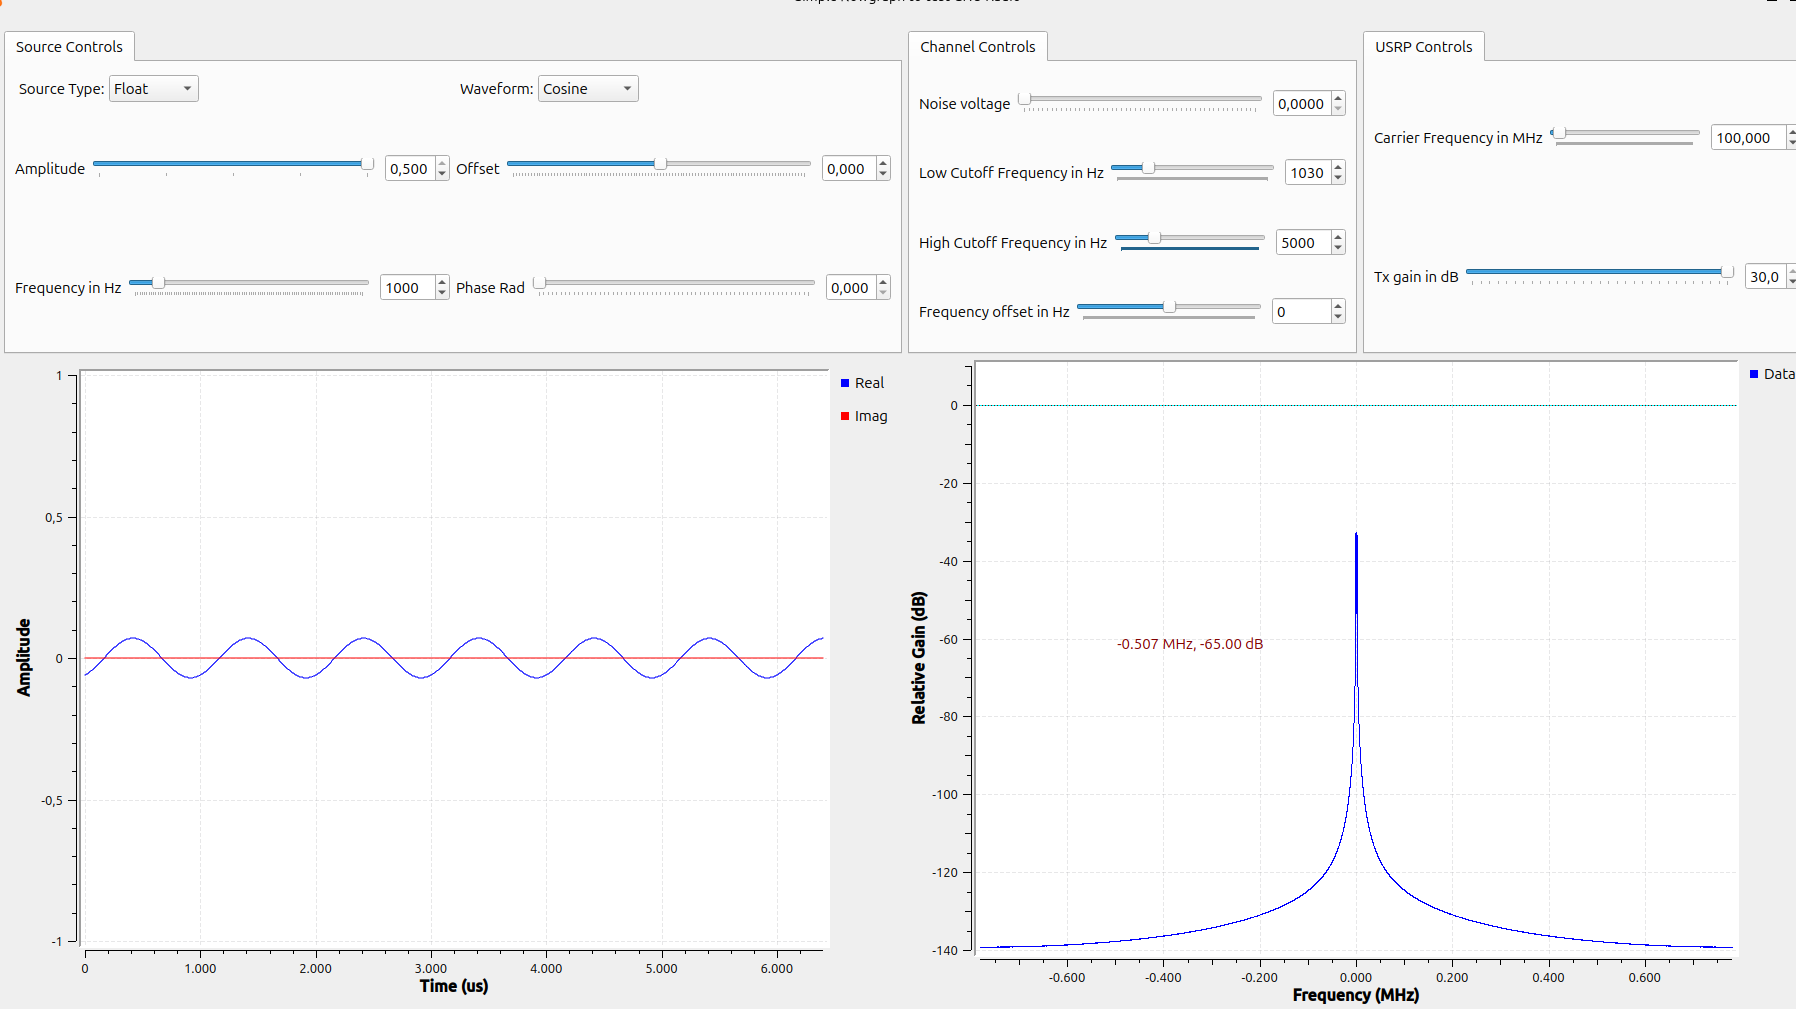 Source Controls
Source Type: Float
Waveform: Cosine
Amplitude 0,500
Offset 0,000
Frequency in Hz 1000
Phase Rad 0,000
Channel Controls
Noise voltage 0,0000
Low Cutoff Frequency in Hz 1030
High Cutoff Frequency in Hz 5000
Frequency offset in Hz 0
USRP Controls
Carrier Frequency in MHz 100,000
Tx gain in dB 30,0
Real
Imag
1
0,5
0
-0,5
-1
Amplitude
0 1.000 2.000 3.000 4.000 5.000 6.000
Time (us)
Data
0
-20
-40
-60
-80
-100
-120
-140
Relative Gain (dB)
-0.507 MHz, -65.00 dB
-0.600 -0.400 -0.200 0.000 0.200 0.400 0.600
Frequency (MHz)